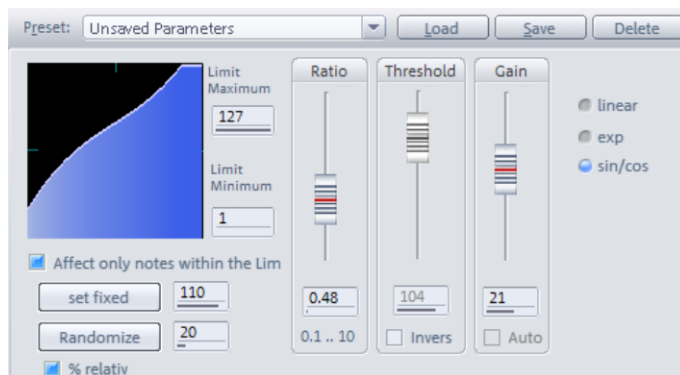 Preset: Unsaved Parameters Load Save Delete
Limit Maximum
127
Limit Minimum
1
Ratio
0.48
0.1 .. 10
Threshold
104
Invers
Gain
21
Auto
linear
exp
sin/cos
Affect only notes within the Lim
set fixed 110
Randomize 20
% relativ